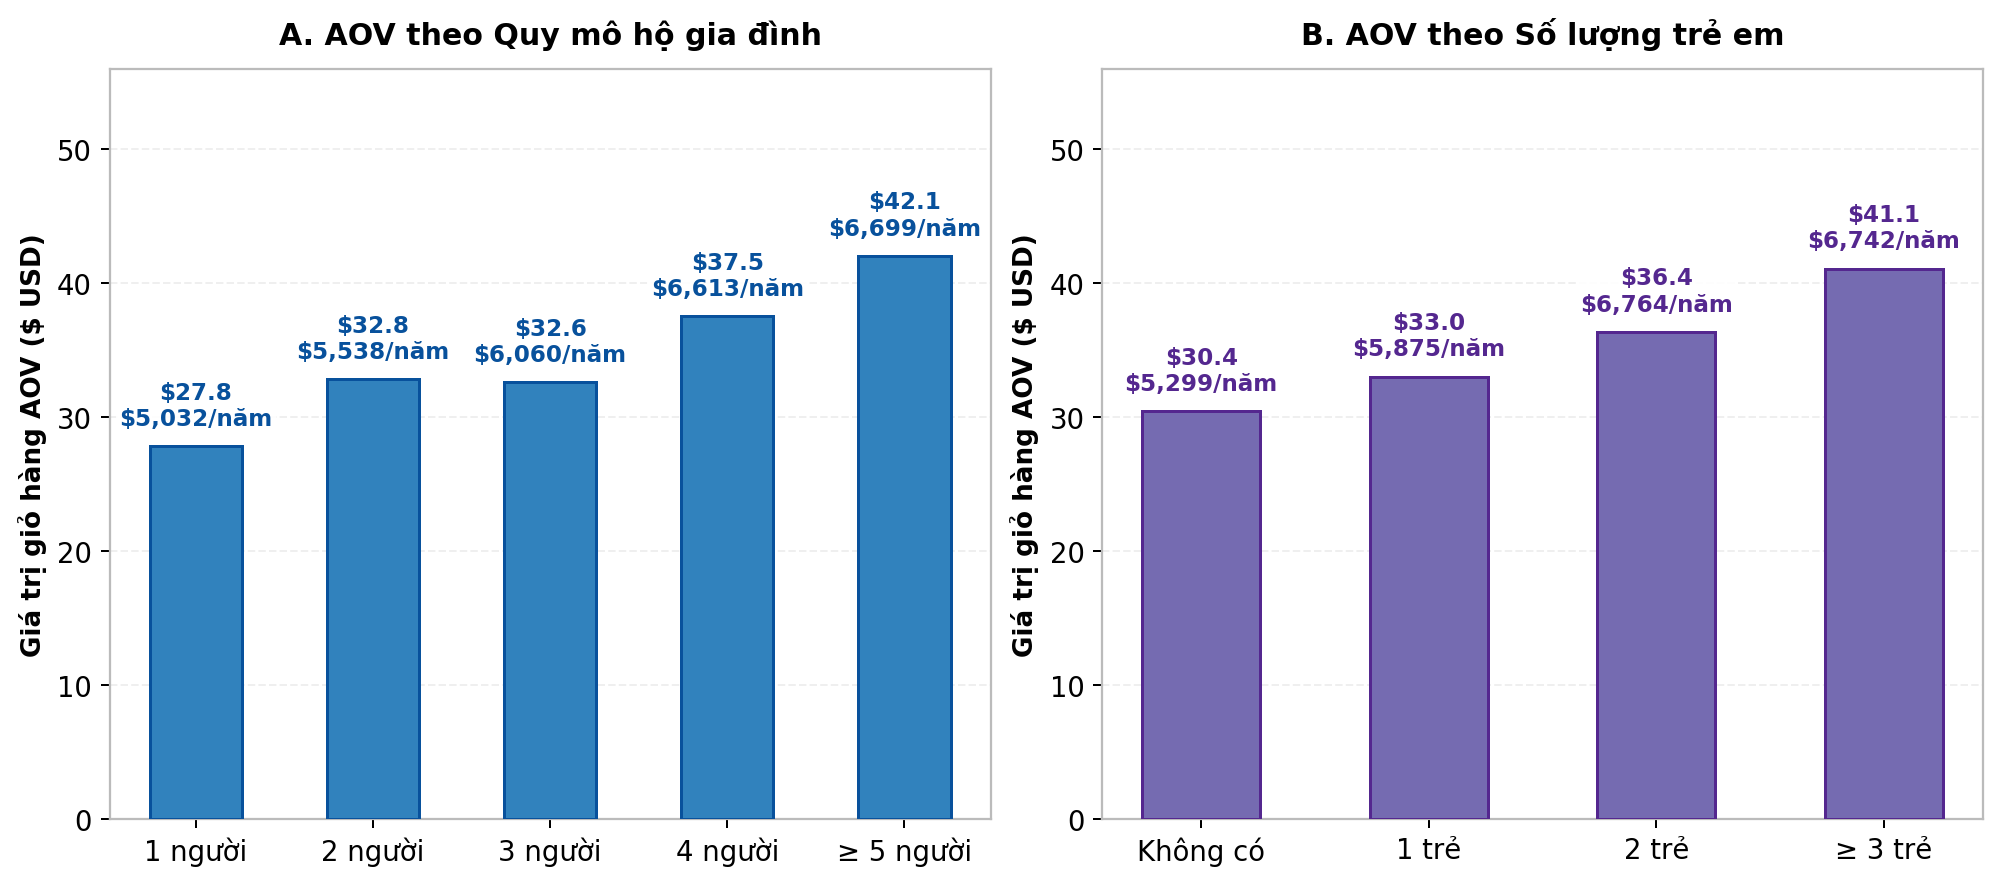 A. AOV theo Quy mô hộ gia đình
Giá trị giỏ hàng AOV ($ USD)
50
40
30
20
10
0
$27.8
$5,032/năm
$32.8
$5,538/năm
$32.6
$6,060/năm
$37.5
$6,613/năm
$42.1
$6,699/năm
1 người
2 người
3 người
4 người
≥ 5 người
B. AOV theo Số lượng trẻ em
Giá trị giỏ hàng AOV ($ USD)
50
40
30
20
10
0
$30.4
$5,299/năm
$33.0
$5,875/năm
$36.4
$6,764/năm
$41.1
$6,742/năm
Không có
1 trẻ
2 trẻ
≥ 3 trẻ